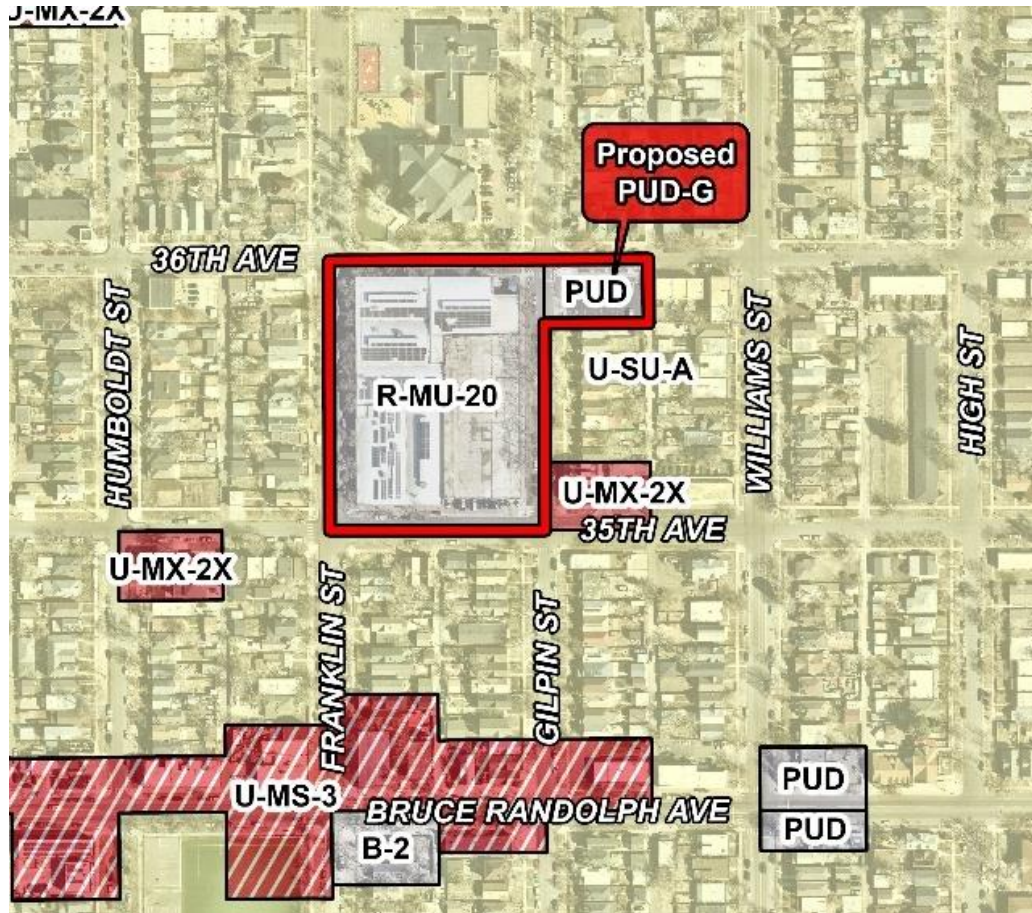 U-MX-2X
Proposed
PUD-G
36TH AVE
PUD
HUMBOLDT ST
R-MU-20
U-SU-A
WILLIAMS ST
HIGH ST
U-MX-2X
35TH AVE
U-MX-2X
FRANKLIN ST
GILPIN ST
PUD
U-MS-3
BRUCE RANDOLPH AVE
PUD
B-2